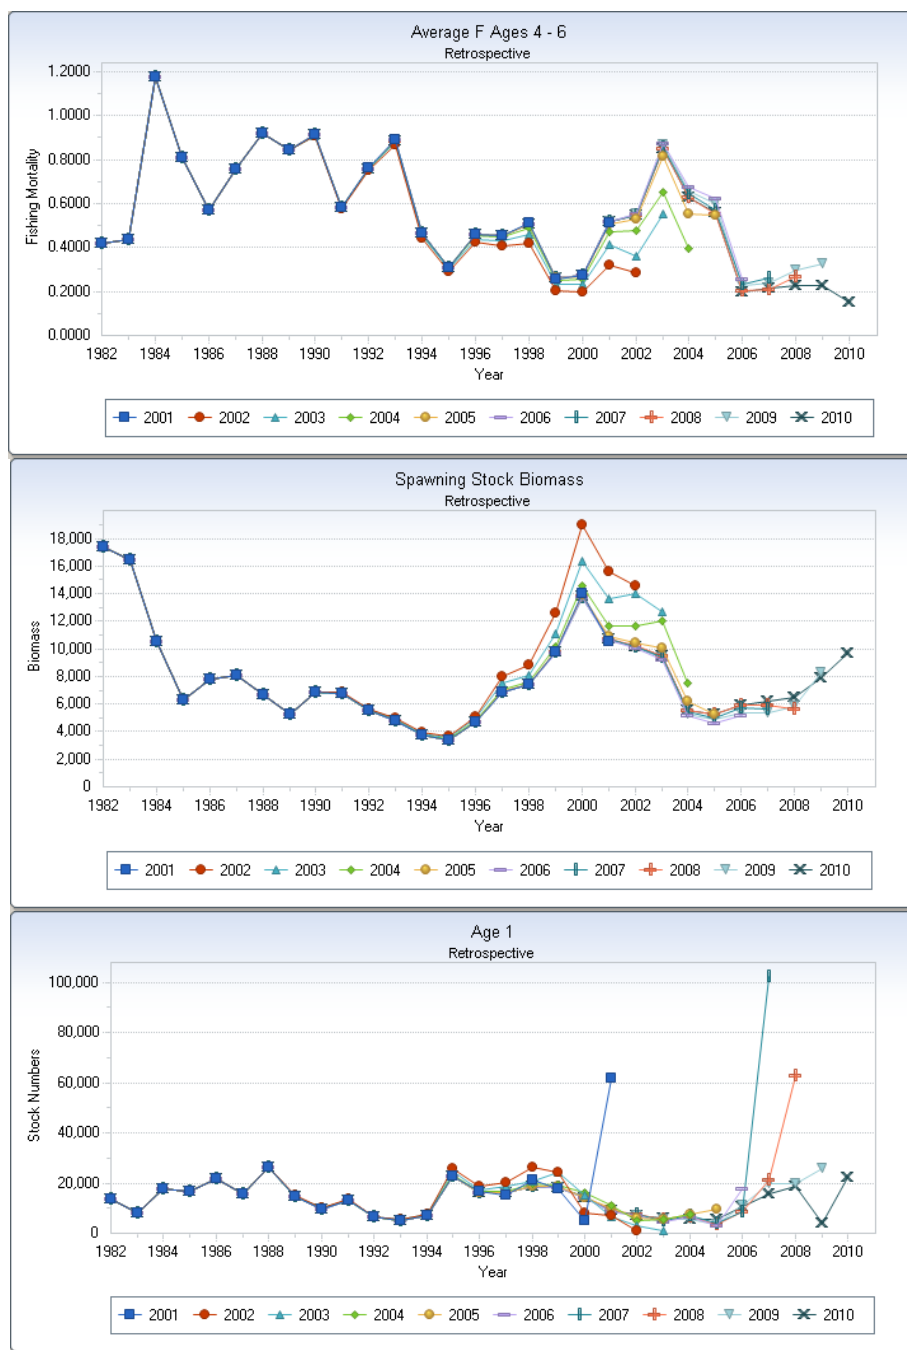 Average F Ages 4 - 6
Retrospective
Fishing Mortality
1.2000
1.0000
0.8000
0.6000
0.4000
0.2000
0.0000
1982 1984 1986 1988 1990 1992 1994 1996 1998 2000 2002 2004 2006 2008 2010
Year
2001 2002 2003 2004 2005 2006 2007 2008 2009 2010
Spawning Stock Biomass
Retrospective
Biomass
18,000
16,000
14,000
12,000
10,000
8,000
6,000
4,000
2,000
0
1982 1984 1986 1988 1990 1992 1994 1996 1998 2000 2002 2004 2006 2008 2010
Year
2001 2002 2003 2004 2005 2006 2007 2008 2009 2010
Age 1
Retrospective
Stock Numbers
100,000
80,000
60,000
40,000
20,000
0
1982 1984 1986 1988 1990 1992 1994 1996 1998 2000 2002 2004 2006 2008 2010
Year
2001 2002 2003 2004 2005 2006 2007 2008 2009 2010